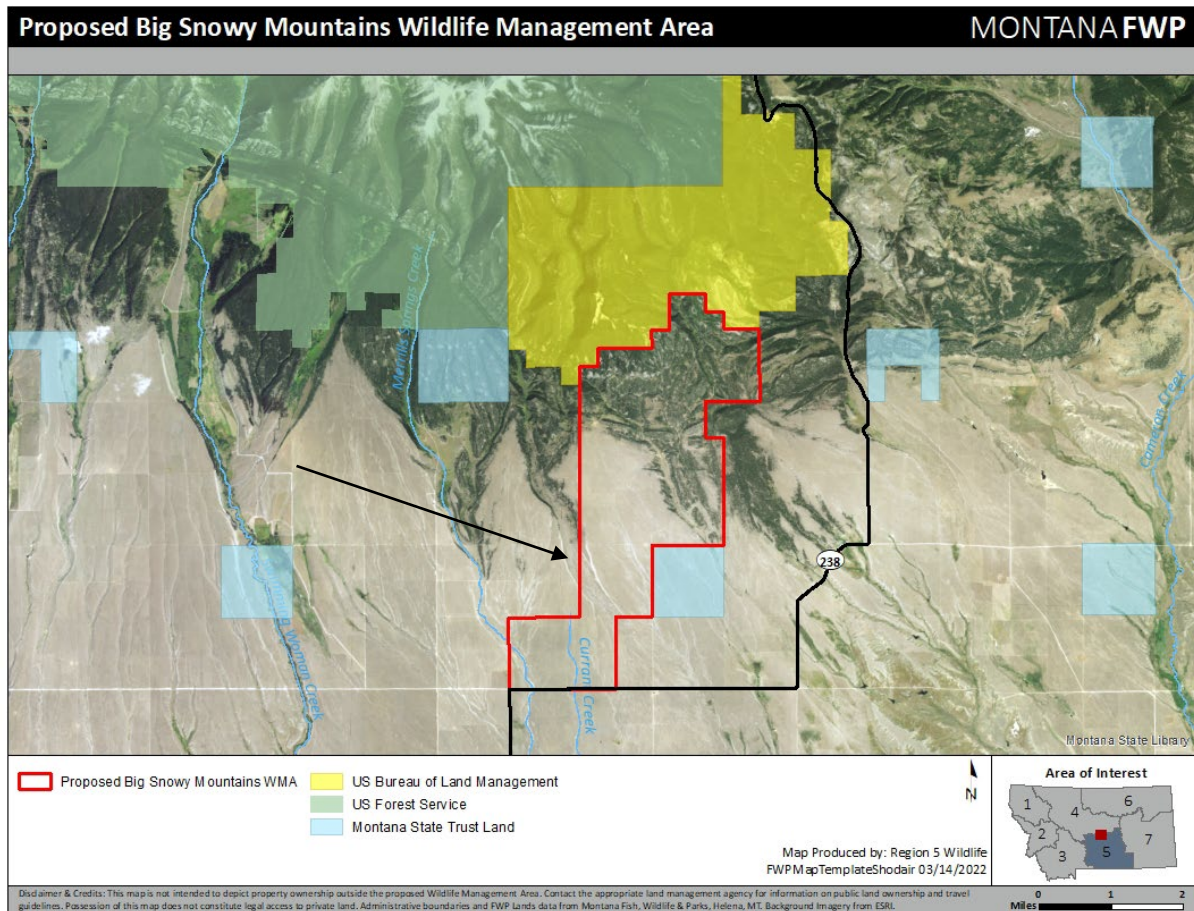 Proposed Big Snowy Mountains Wildlife Management Area
MONTANA FWP
Merriks Springs Creek
Careless Creek
Swimming Woman Creek
238
Currant Creek
Montana State Library
Proposed Big Snowy Mountains WMA
US Bureau of Land Management
US Forest Service
Montana State Trust Land
N
Map Produced by: Region 5 Wildlife
FWPMapTemplateShodair 03/14/2022
Area of Interest
1
4
6
2
7
3
5
Disclaimer & Credits: This map is not intended to depict property ownership outside the proposed Wildlife Management Area. Contact the appropriate land management agency for information on public land ownership and travel
guidelines. Possession of this map does not constitute legal access to private land. Administrative boundaries and FWP Lands data from Montana Fish, Wildlife & Parks, Helena, MT. Background Imagery from ESRI.
0 1 2
Miles